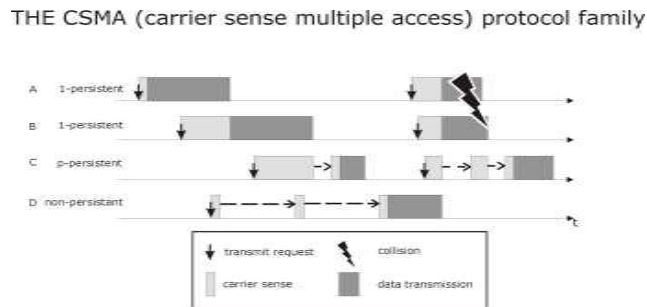 THE CSMA (carrier sense multiple access) protocol family
A 1-persistent
B 1-persistent
C p-persistent
D non-persistant
t
transmit request
collision
carrier sense
data transmission